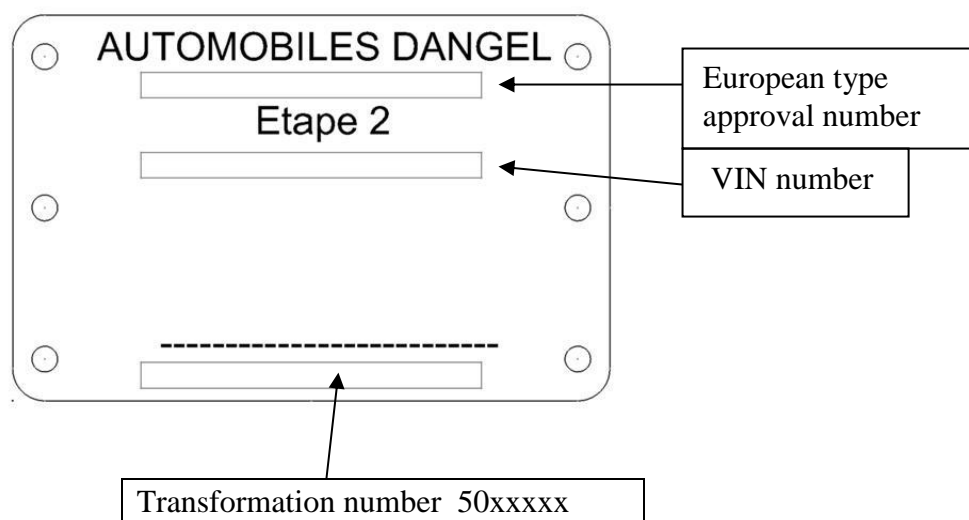 AUTOMOBILES DANGEL
Etape 2
--------------------------
European type
approval number
VIN number
Transformation number 50xxxxx